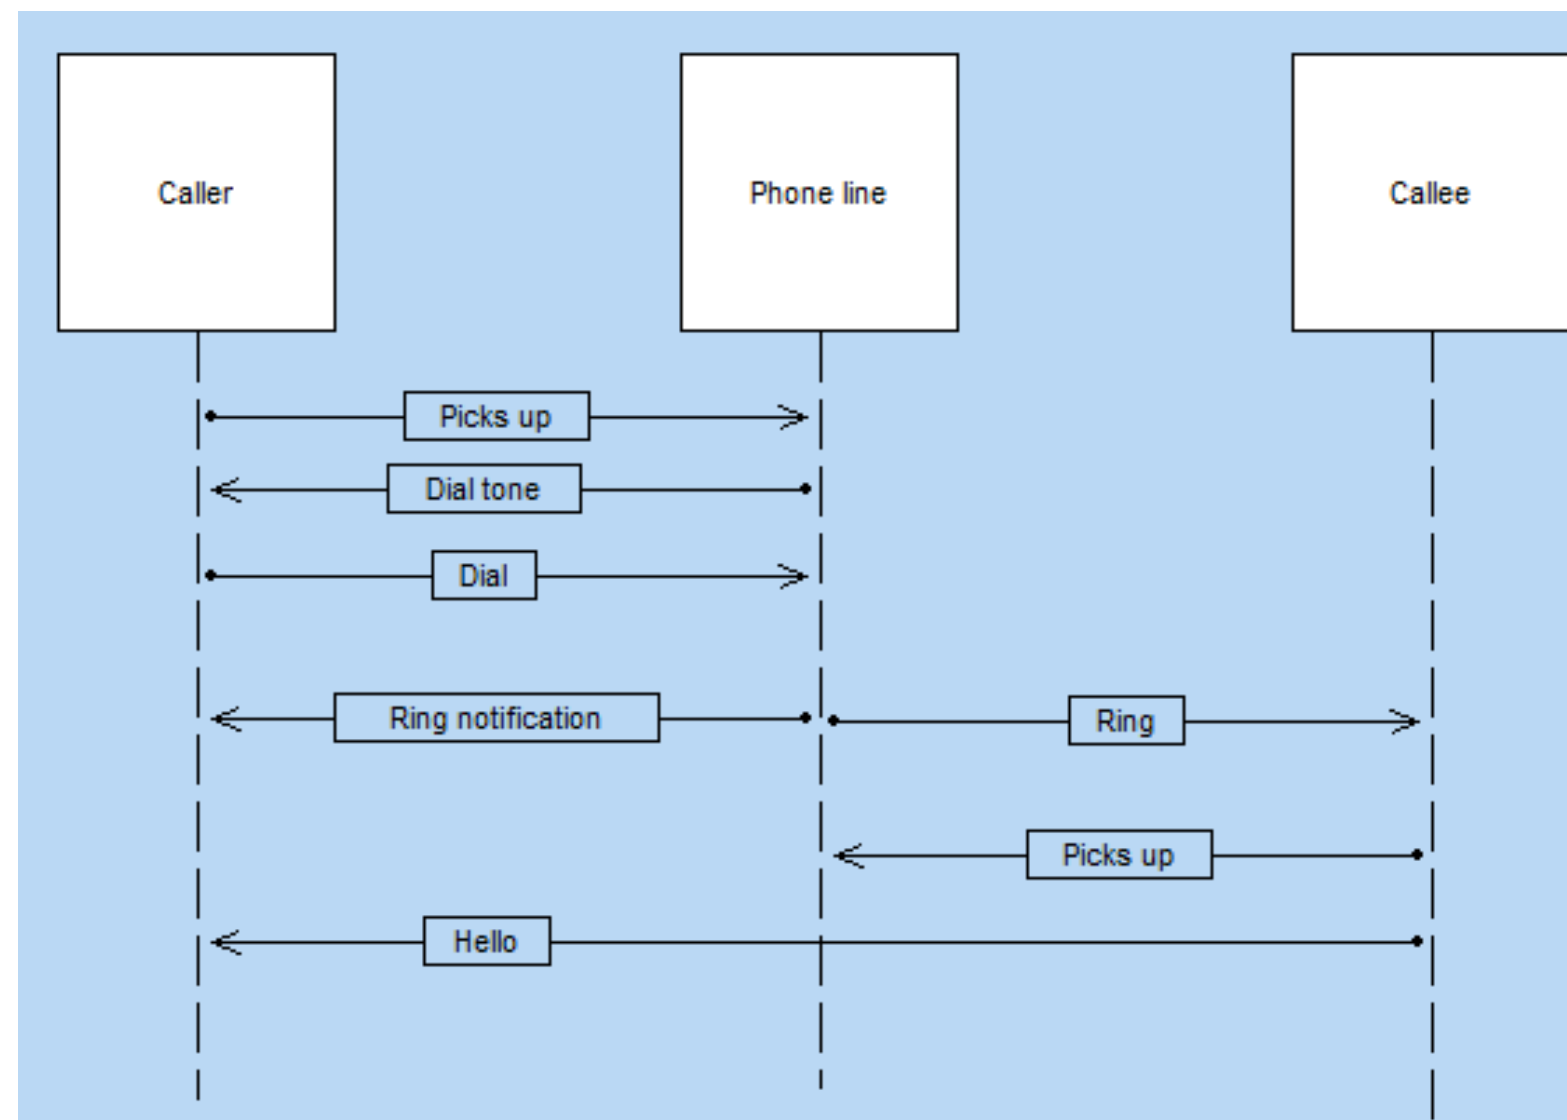 Caller
Phone line
Callee
Picks up
Dial tone
Dial
Ring notification
Ring
Picks up
Hello